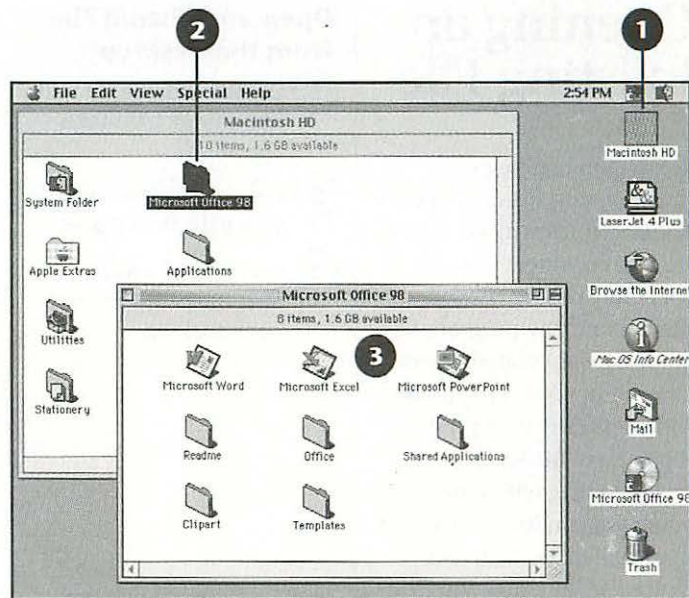 2
1
File Edit View Special Help 2:54 PM
Macintosh HD
10 items, 1.6 GB available
System Folder
Microsoft Office 98
Apple Extras
Applications
Utilities
Stationery
Microsoft Office 98
8 items, 1.6 GB available
3
Microsoft Word
Microsoft Excel
Microsoft PowerPoint
Readme
Office
Shared Applications
Clipart
Templates
Macintosh HD
LaserJet 4 Plus
Browse the Internet
Mac OS Info Center
Mail
Microsoft Office 98
Trash